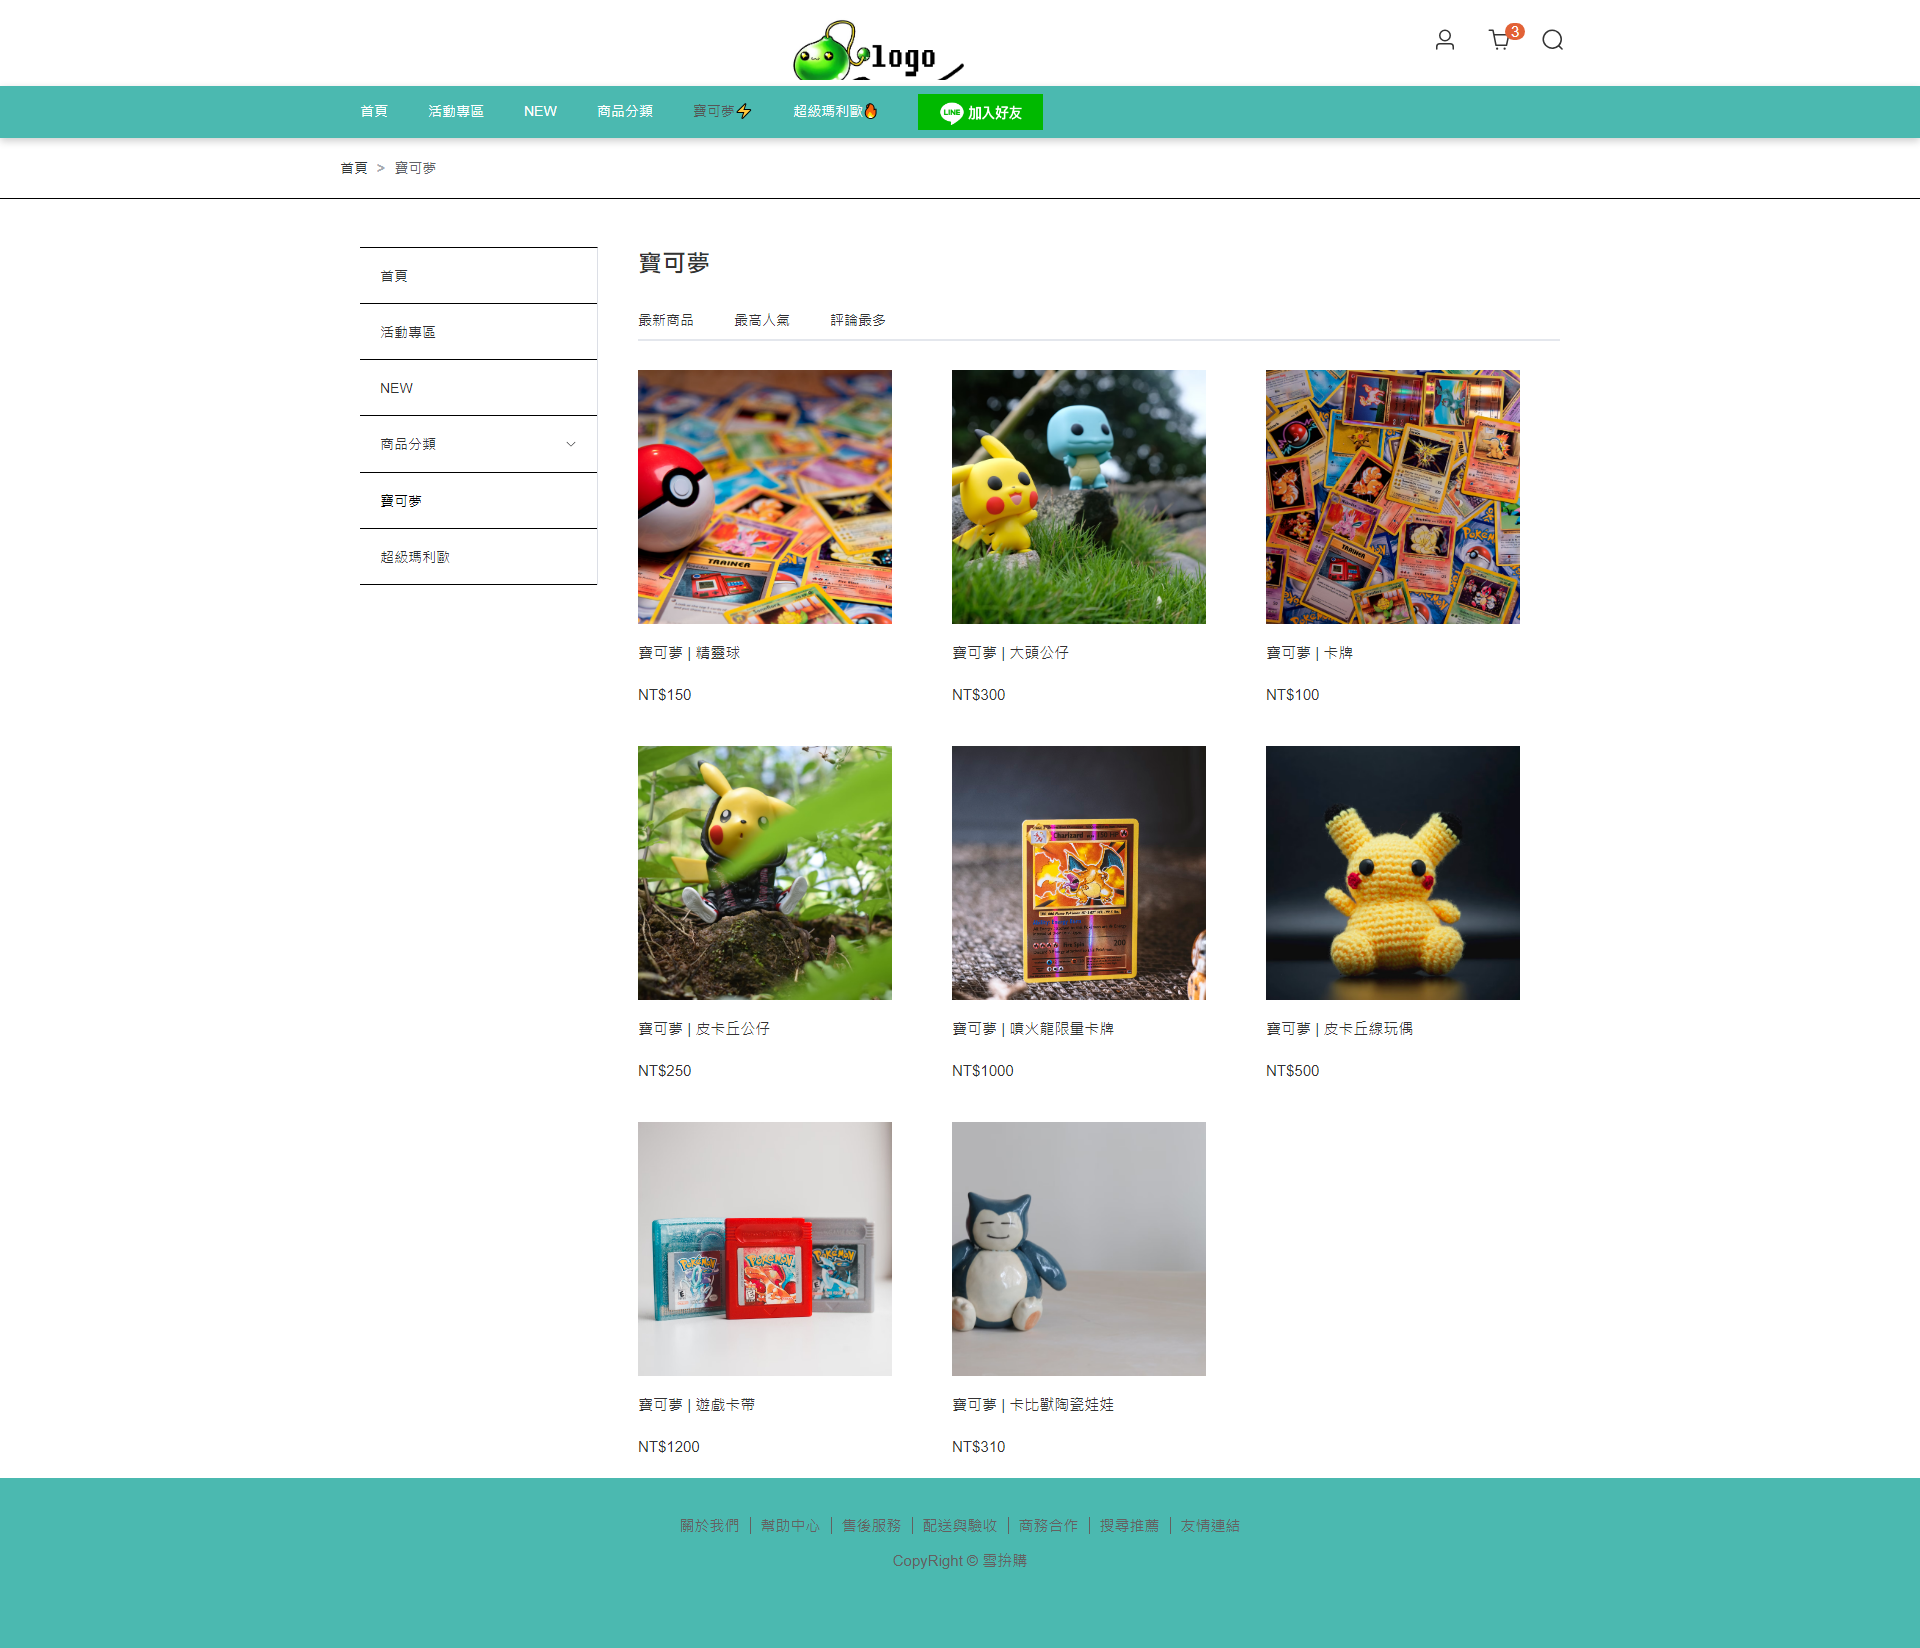 logo
3
首頁 活動專區 NEW 商品分類 寶可夢⚡ 超級瑪利歐🔥 LINE 加入好友
首頁 > 寶可夢
首頁
活動專區
NEW
商品分類
寶可夢
超級瑪利歐
寶可夢
最新商品 最高人氣 評論最多
TRAINER
寶可夢 | 精靈球
NT$150
寶可夢 | 大頭公仔
NT$300
TRAINER
寶可夢 | 卡牌
NT$100
寶可夢 | 皮卡丘公仔
NT$250
Charizard
200
寶可夢 | 噴火龍限量卡牌
NT$1000
寶可夢 | 皮卡丘線玩偶
NT$500
POKéMON POKéMON POKéMON
寶可夢 | 遊戲卡帶
NT$1200
寶可夢 | 卡比獸陶瓷娃娃
NT$310
關於我們 | 幫助中心 | 售後服務 | 配送與驗收 | 商務合作 | 搜尋推薦 | 友情連結
CopyRight © 雪拚購